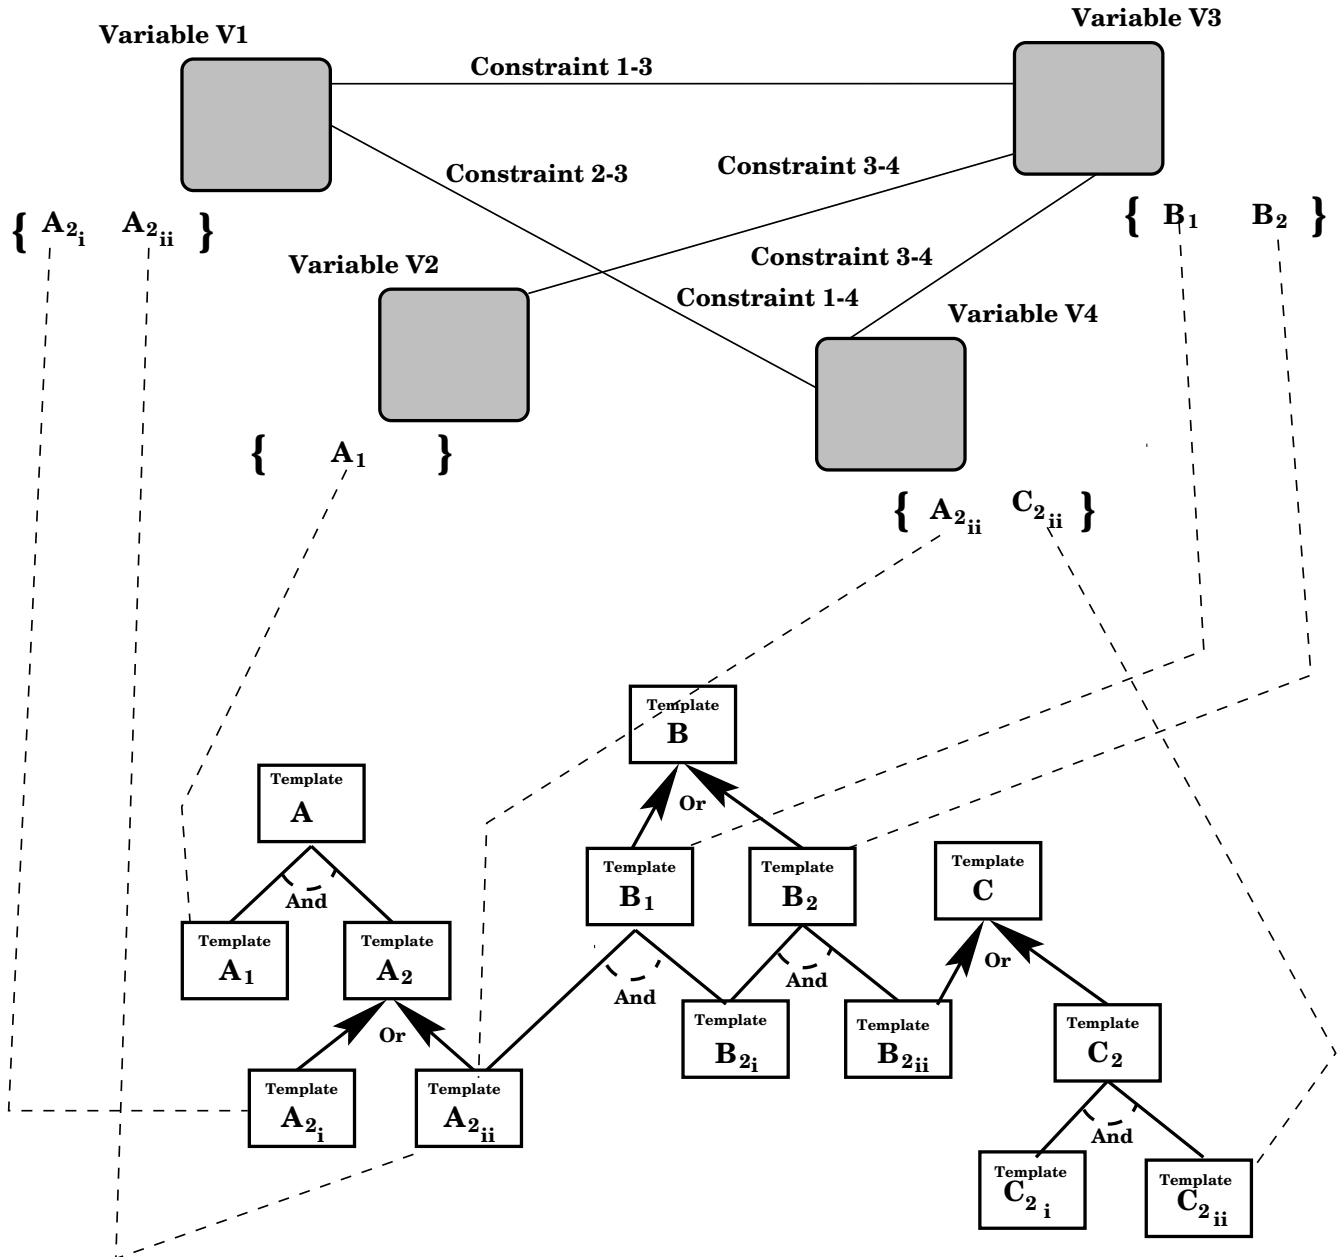 Variable V3
Variable V1
Constraint 1-3
Constraint 2-3
Constraint 3-4
{ A2i A2ii }
{ B1 B2 }
Variable V2
Constraint 3-4
Constraint 1-4
Variable V4
{ A1 }
{ A2ii C2ii }
Template
B
Template
A
Or
Template
B1
Template
B2
Template
C
And
Template
A1
Template
A2
And
And
Or
Or
Template
B2i
Template
B2ii
Template
C2
Template
A2i
Template
A2ii
And
Template
C2i
Template
C2ii